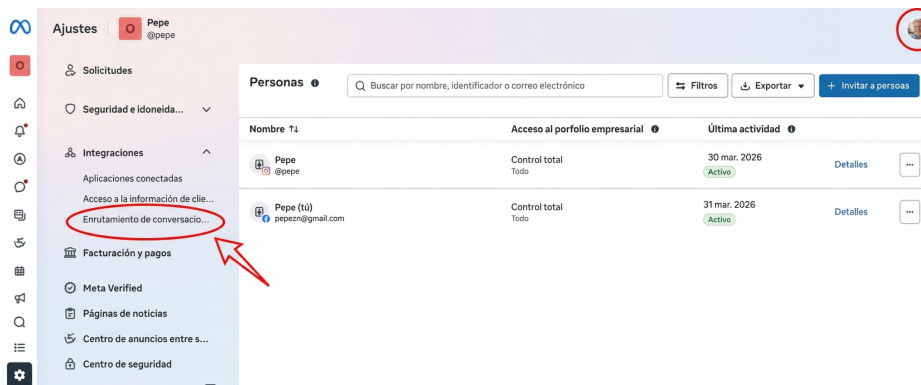 Ajustes
O
Pepe
@pepe
O
Solicitudes
Seguridad e idoneida...
Integraciones
Aplicaciones conectadas
Acceso a la información de clie...
Enrutamiento de conversacio...
Facturación y pagos
Meta Verified
Páginas de noticias
Centro de anuncios entre s...
Centro de seguridad
Personas
Buscar por nombre, identificador o correo electrónico
Filtros
Exportar
+ Invitar a persoas
Nombre ↑↓
Acceso al porfolio empresarial
Última actividad
Pepe
@pepe
Control total
Todo
30 mar. 2026
Activo
Detalles
...
Pepe (tú)
pepezn@gmail.com
Control total
Todo
31 mar. 2026
Activo
Detalles
...